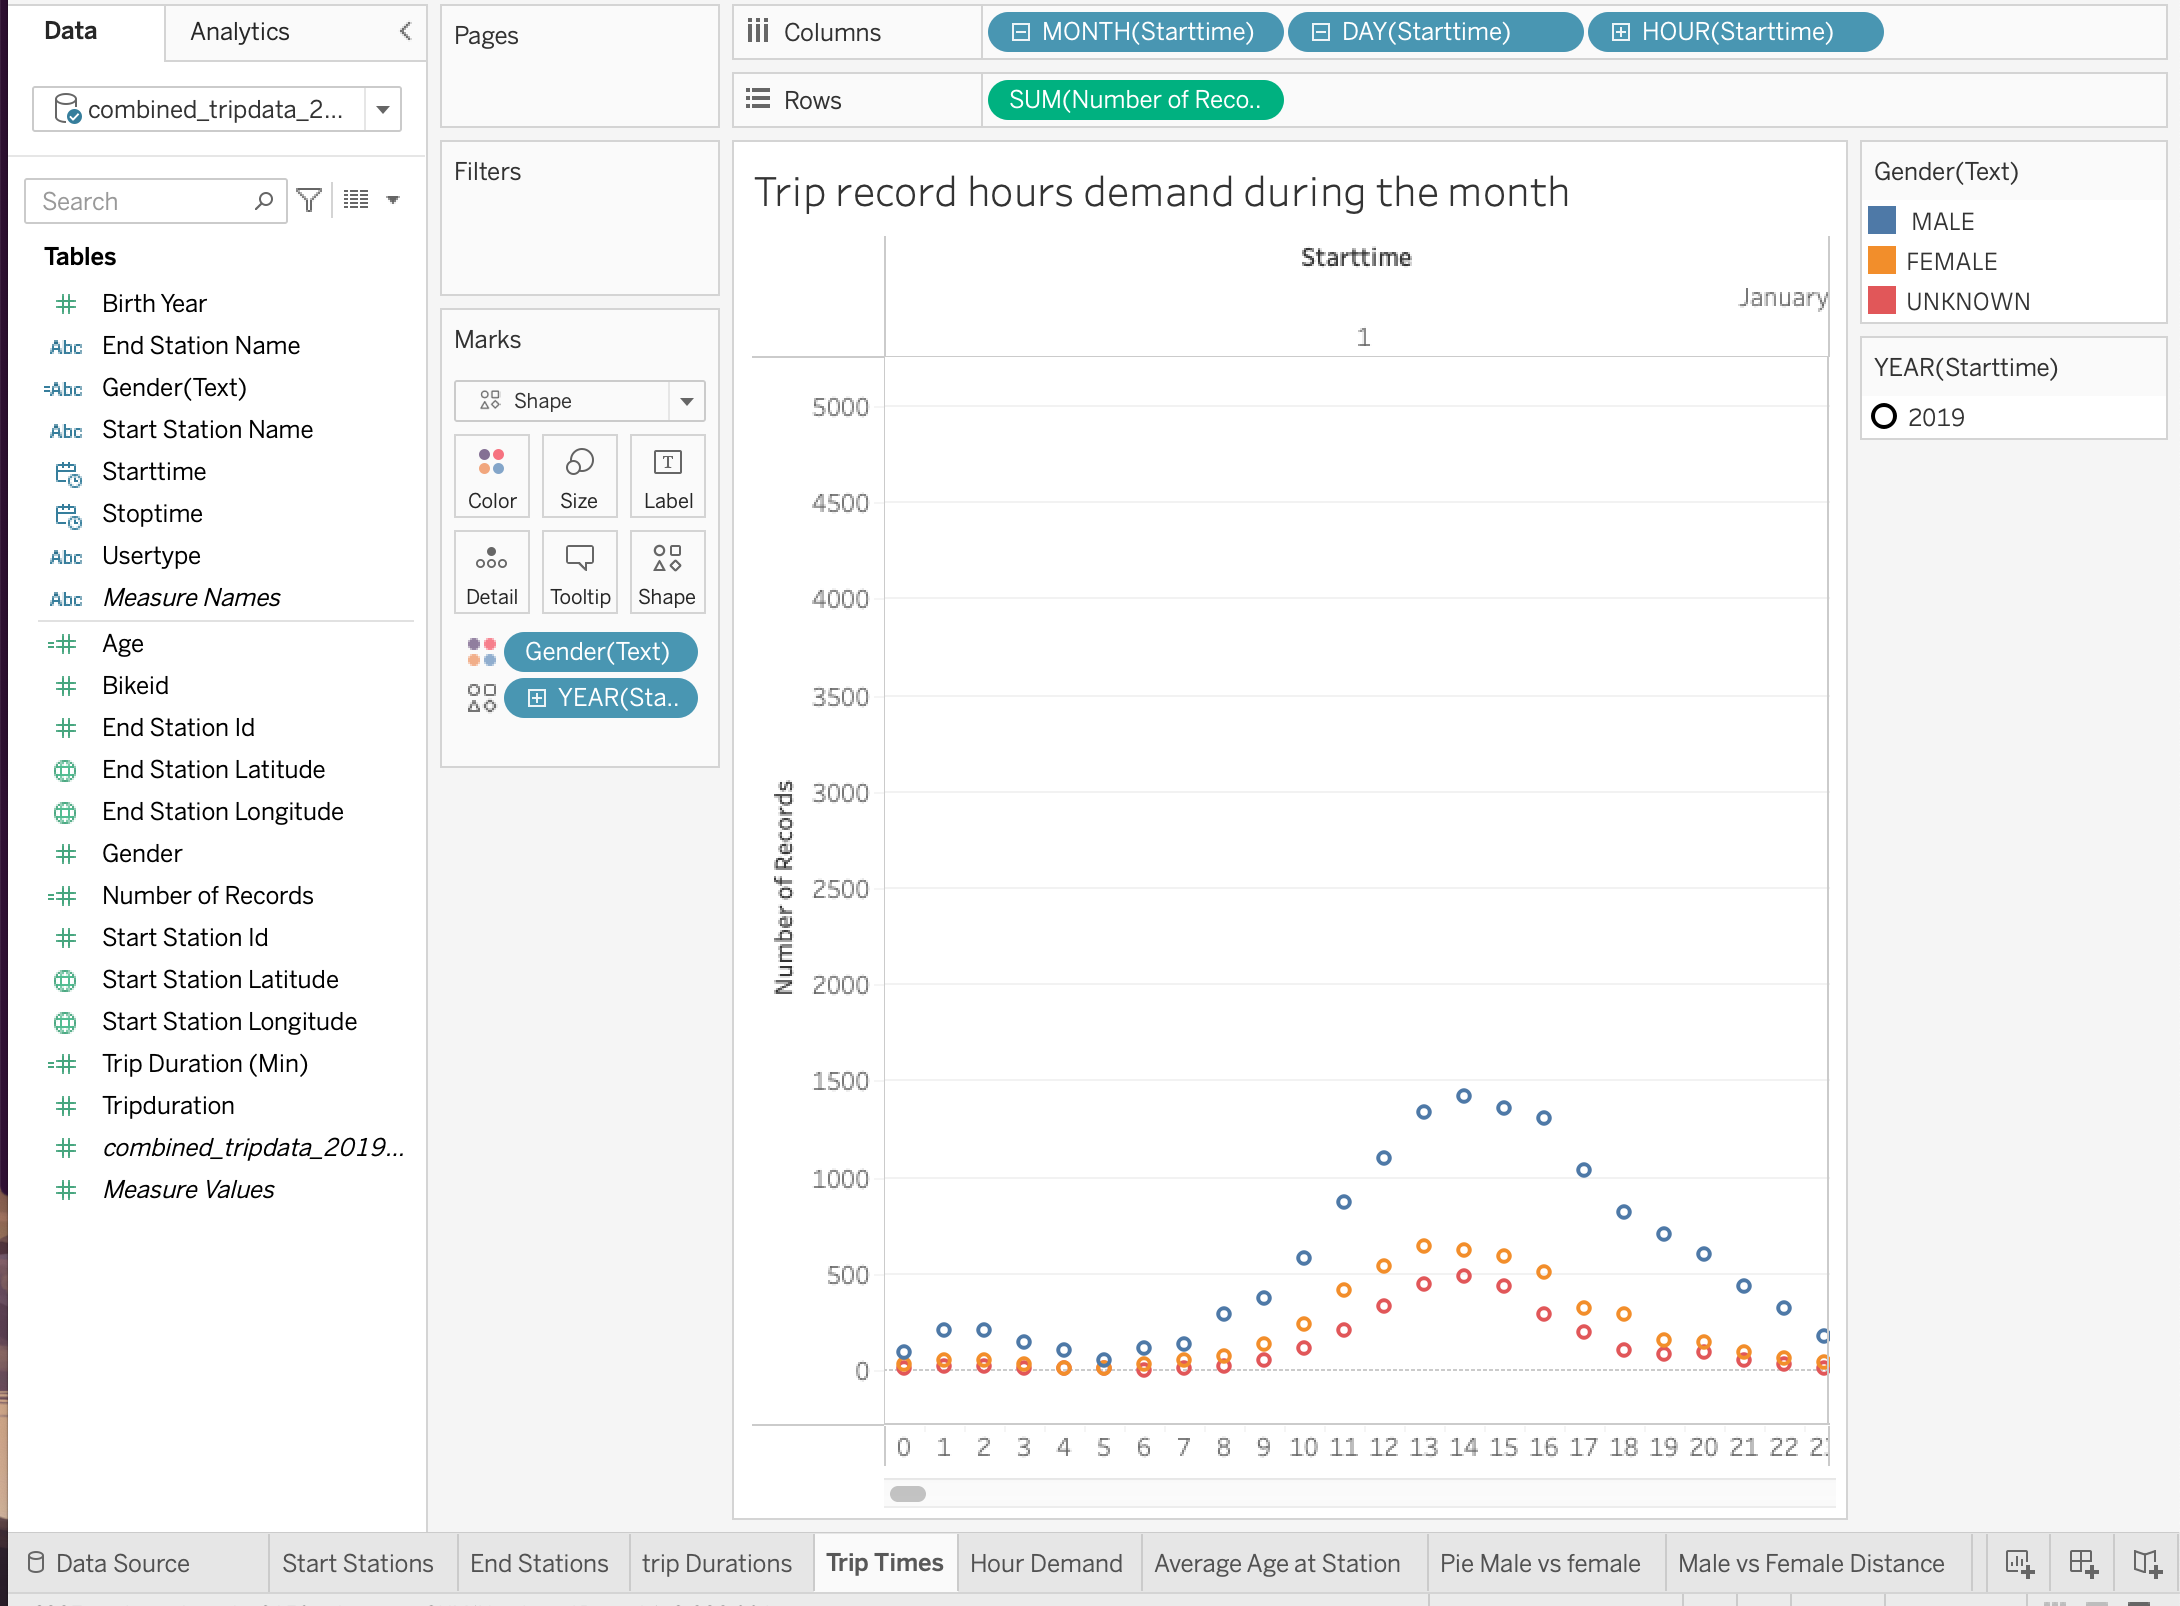 Data
Analytics
combined_tripdata_2...
Search
Tables
Birth Year
Abc End Station Name
=Abc Gender(Text)
Abc Start Station Name
Starttime
Stoptime
Abc Usertype
Abc Measure Names
Age
Bikeid
End Station Id
End Station Latitude
End Station Longitude
Gender
Number of Records
Start Station Id
Start Station Latitude
Start Station Longitude
Trip Duration (Min)
Tripduration
combined_tripdata_2019...
Measure Values
Pages
Filters
Marks
Shape
Color Size Label
Detail Tooltip Shape
Gender(Text)
YEAR(Sta..
Columns MONTH(Starttime) DAY(Starttime) HOUR(Starttime)
Rows SUM(Number of Reco..
Trip record hours demand during the month
Starttime
January
1
Number of Records
5000
4500
4000
3500
3000
2500
2000
1500
1000
500
0
0 1 2 3 4 5 6 7 8 9 10 11 12 13 14 15 16 17 18 19 20 21 22
Gender(Text)
MALE
FEMALE
UNKNOWN
YEAR(Starttime)
2019
Data Source Start Stations End Stations trip Durations Trip Times Hour Demand Average Age at Station Pie Male vs female Male vs Female Distance